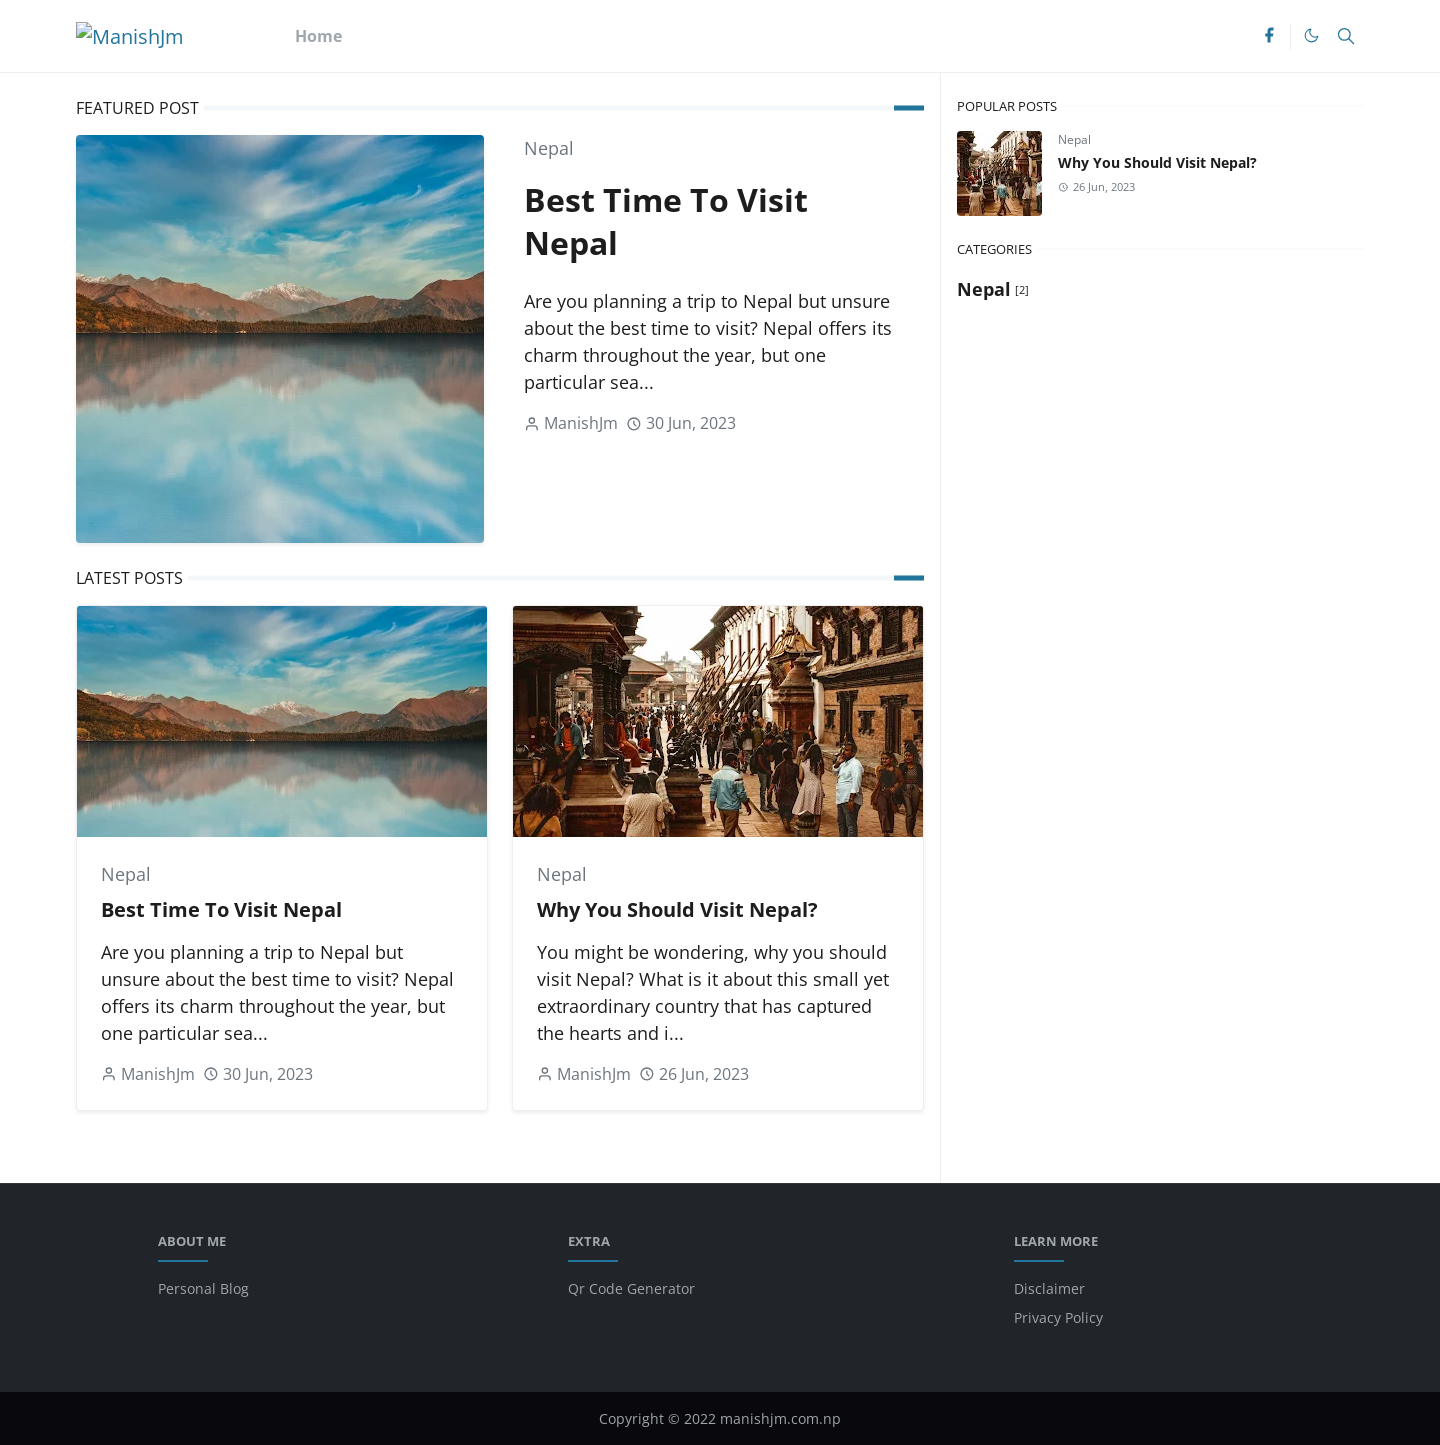 ManishJm
Home
FEATURED POST
Nepal
Best Time To Visit
Nepal
Are you planning a trip to Nepal but unsure
about the best time to visit? Nepal offers its
charm throughout the year, but one
particular sea...
ManishJm 30 Jun, 2023
LATEST POSTS
Nepal
Best Time To Visit Nepal
Are you planning a trip to Nepal but
unsure about the best time to visit? Nepal
offers its charm throughout the year, but
one particular sea...
ManishJm 30 Jun, 2023
Nepal
Why You Should Visit Nepal?
You might be wondering, why you should
visit Nepal? What is it about this small yet
extraordinary country that has captured
the hearts and i...
ManishJm 26 Jun, 2023
POPULAR POSTS
Nepal
Why You Should Visit Nepal?
26 Jun, 2023
CATEGORIES
Nepal [2]
ABOUT ME
Personal Blog
EXTRA
Qr Code Generator
LEARN MORE
Disclaimer
Privacy Policy
Copyright © 2022 manishjm.com.np